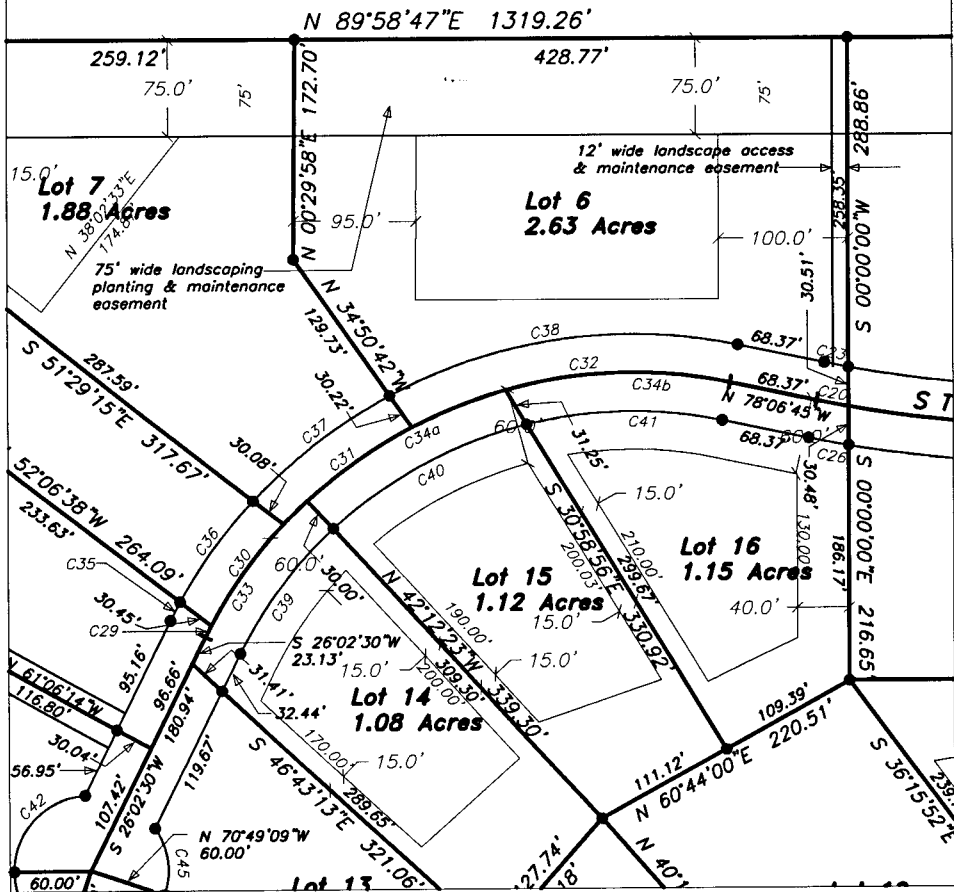 N 89°58'47"E 1319.26'
259.12'
428.77'
75.0'
75'
75.0'
75'
N 00°29'58"E 172.70'
288.86'
258.35'
S 00°00'00"W
12' wide landscape access
& maintenance easement
15.0'
Lot 7
1.88 Acres
N 38°02'33"E
Lot 6
2.63 Acres
95.0'
100.0'
75' wide landscaping
planting & maintenance
easement
30.51'
N 34°50'42"W
129.73'
30.22'
C38
68.37'
C23
C32
C34b
68.37'
C20
N 78°06'45"W
S T
S 51°29'15"E 317.67'
287.59'
C37
C31
C34a
C41
68.37'
C26
30.08'
C40
31.25'
30.48'
52°06'38"W 264.09'
233.63'
C36
C35
C30
C33
60.0'
C39
30.00'
15.0'
S 30°58'56"E 330.92'
200.03'
299.67'
210.00'
130.00'
S 00°00'00"E 216.65'
186.17'
Lot 16
1.15 Acres
Lot 15
1.12 Acres
15.0'
40.0'
30.45'
C29
S 26°02'30"W
23.13'
N 42°12'23"W 339.30'
190.00'
309.30'
200.00'
15.0'
15.0'
31.41'
32.44'
Lot 14
1.08 Acres
N 61°06'14"W
116.80'
30.04'
95.16'
96.66'
180.94'
119.67'
170.00'
15.0'
S 46°43'13"E 321.06'
289.65'
109.39'
111.12'
N 60°44'00"E 220.51'
S 36°15'52"E
56.95'
C42
107.42'
S 26°02'30"W
N 70°49'09"W
60.00'
C45
60.00'
Lot 13
27.74'
18'